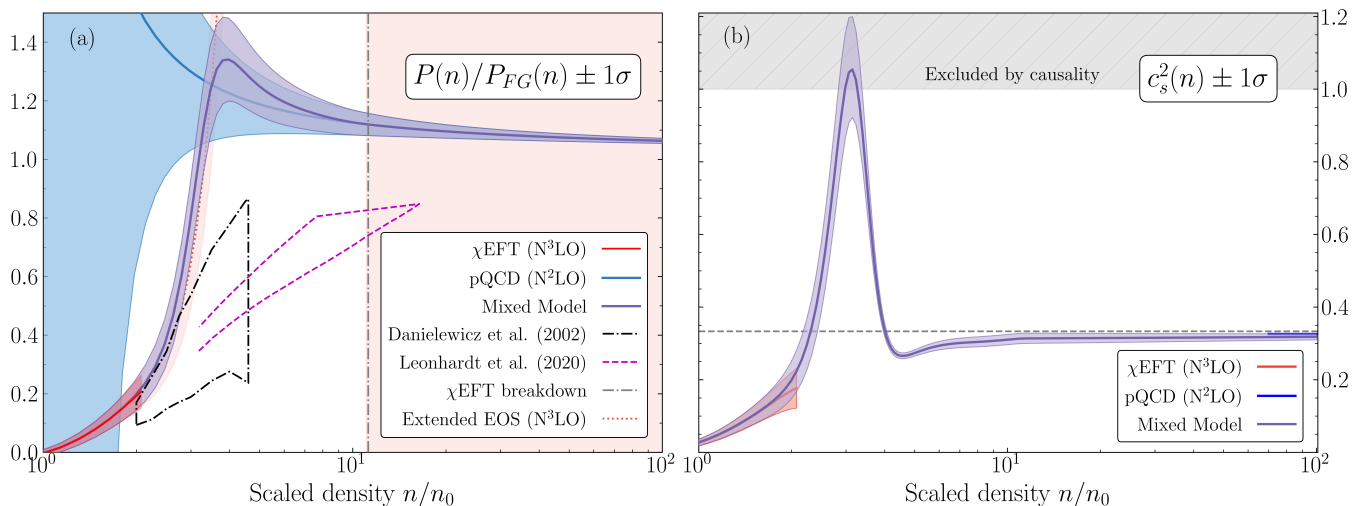 (a)
P(n)/P_{FG}(n) ± 1σ
1.4
1.2
1.0
0.8
0.6
0.4
0.2
0.0
χEFT (N³LO)
pQCD (N²LO)
Mixed Model
Danielewicz et al. (2002)
Leonhardt et al. (2020)
χEFT breakdown
Extended EOS (N³LO)
10⁰
10¹
10²
Scaled density n/n₀
(b)
c_s²(n) ± 1σ
Excluded by causality
1.2
1.0
0.8
0.6
0.4
0.2
χEFT (N³LO)
pQCD (N²LO)
Mixed Model
10⁰
10¹
10²
Scaled density n/n₀